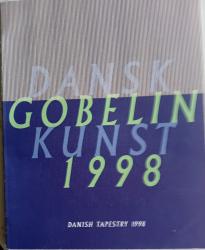 DANSK
GOBELIN
KUNST
1998
DANISH TAPESTRY 1998